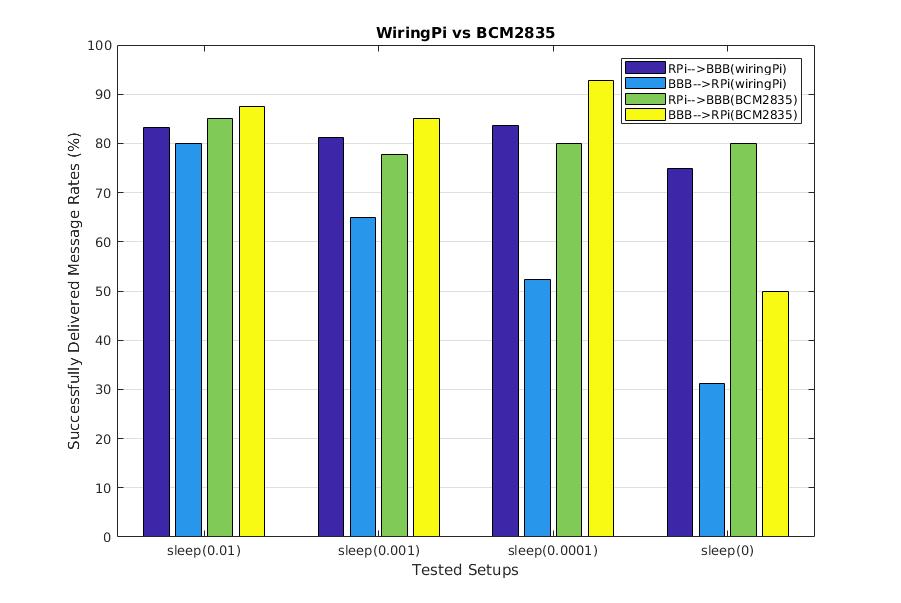 WiringPi vs BCM2835
100
90
80
70
60
50
40
30
20
10
0
Successfully Delivered Message Rates (%)
RPi-->BBB(wiringPi)
BBB-->RPi(wiringPi)
RPi-->BBB(BCM2835)
BBB-->RPi(BCM2835)
sleep(0.01) sleep(0.001) sleep(0.0001) sleep(0)
Tested Setups